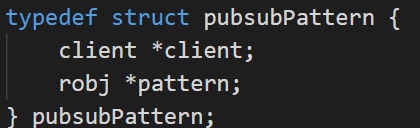 typedef struct pubsubPattern {
    client *client;
    robj *pattern;
} pubsubPattern;